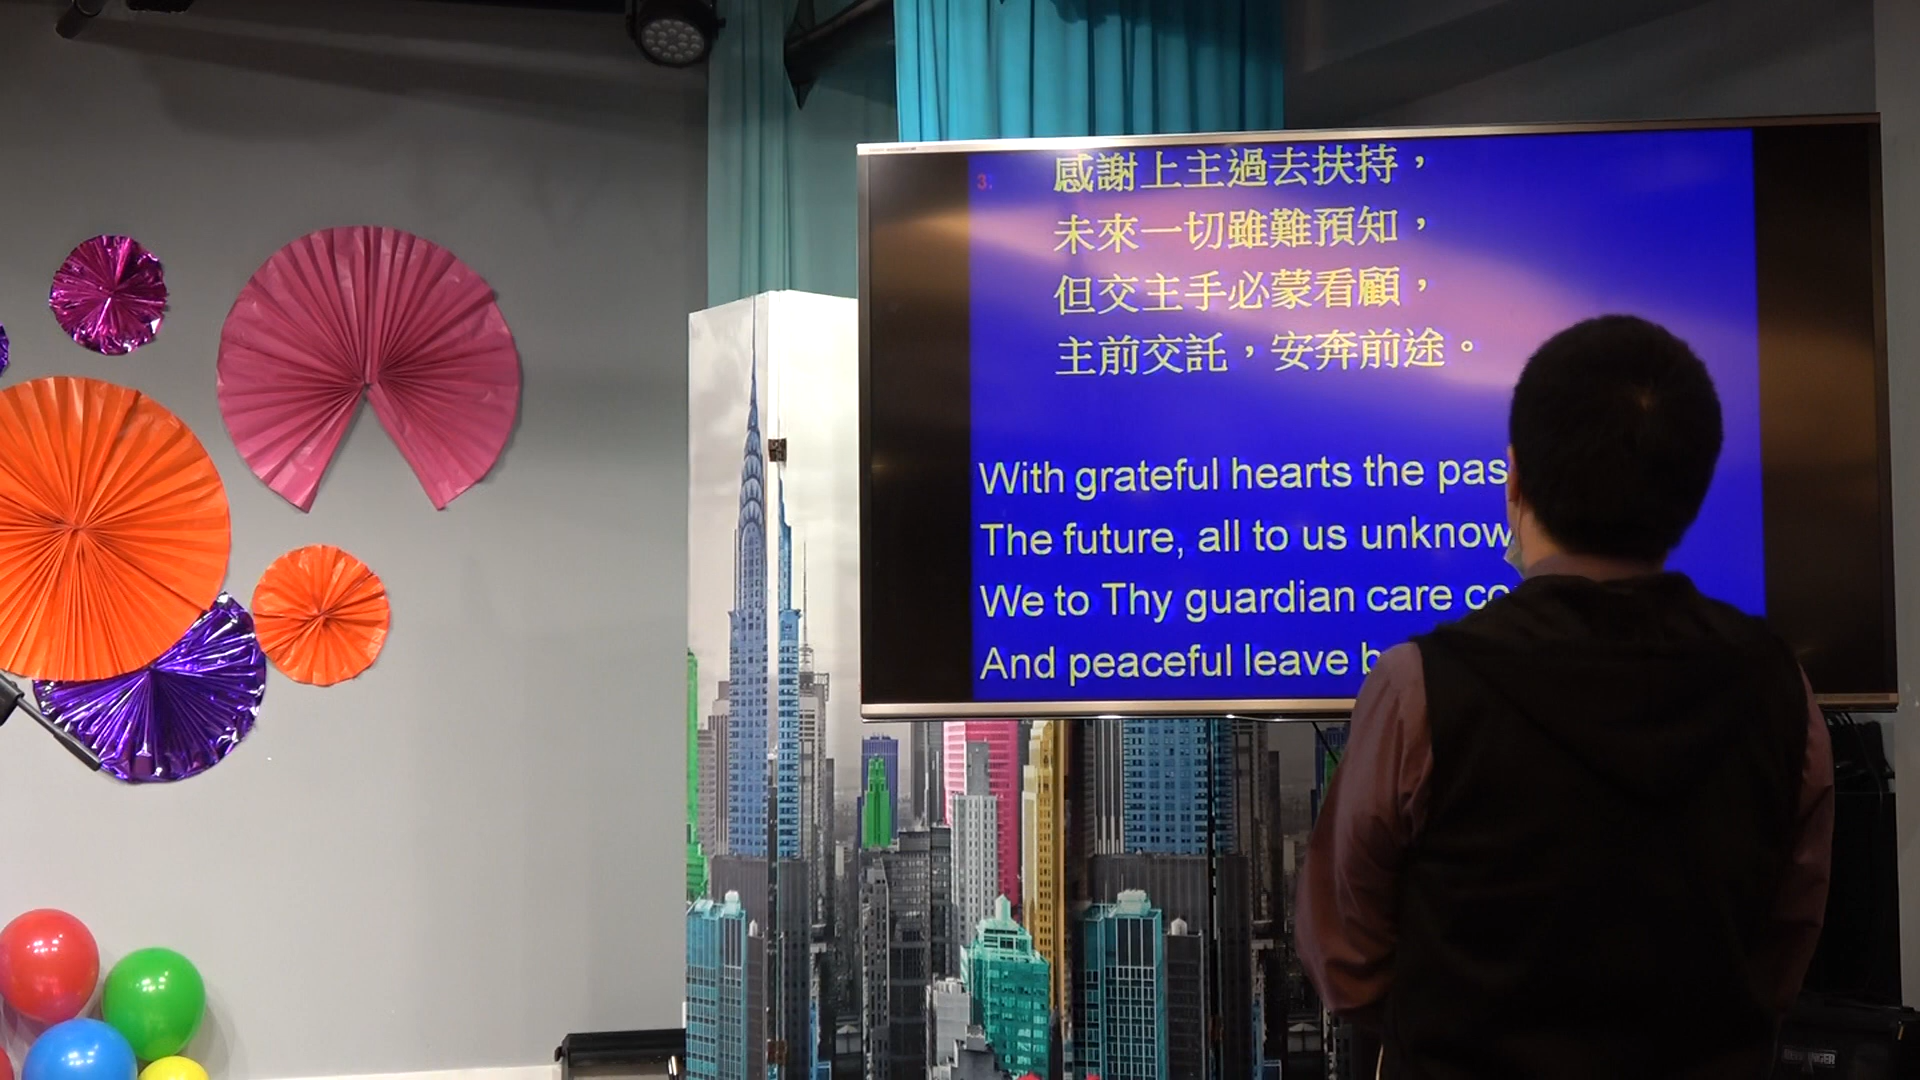 3. 感謝上主過去扶持，
未來一切雖難預知，
但交主手必蒙看顧，
主前交託，安奔前途。
With grateful hearts the pas
The future, all to us unknow
We to Thy guardian care co
And peaceful leave b